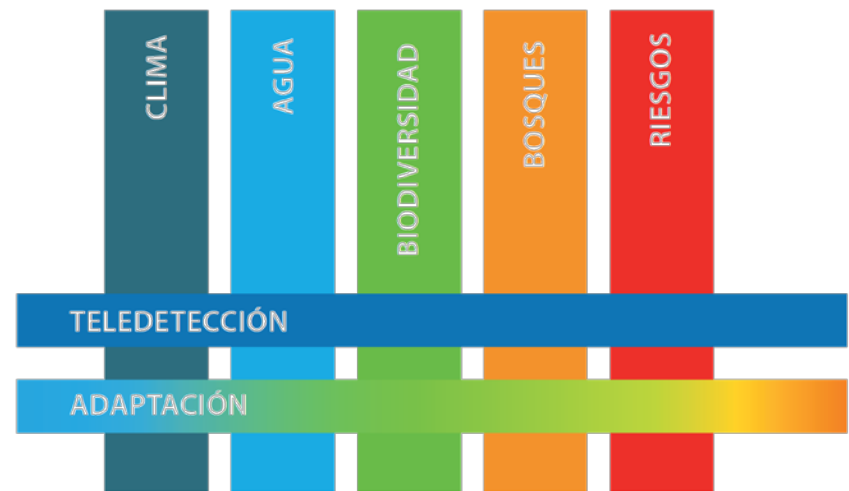 CLIMA
AGUA
BIODIVERSIDAD
BOSQUES
RIESGOS
TELEDETECCIÓN
ADAPTACIÓN